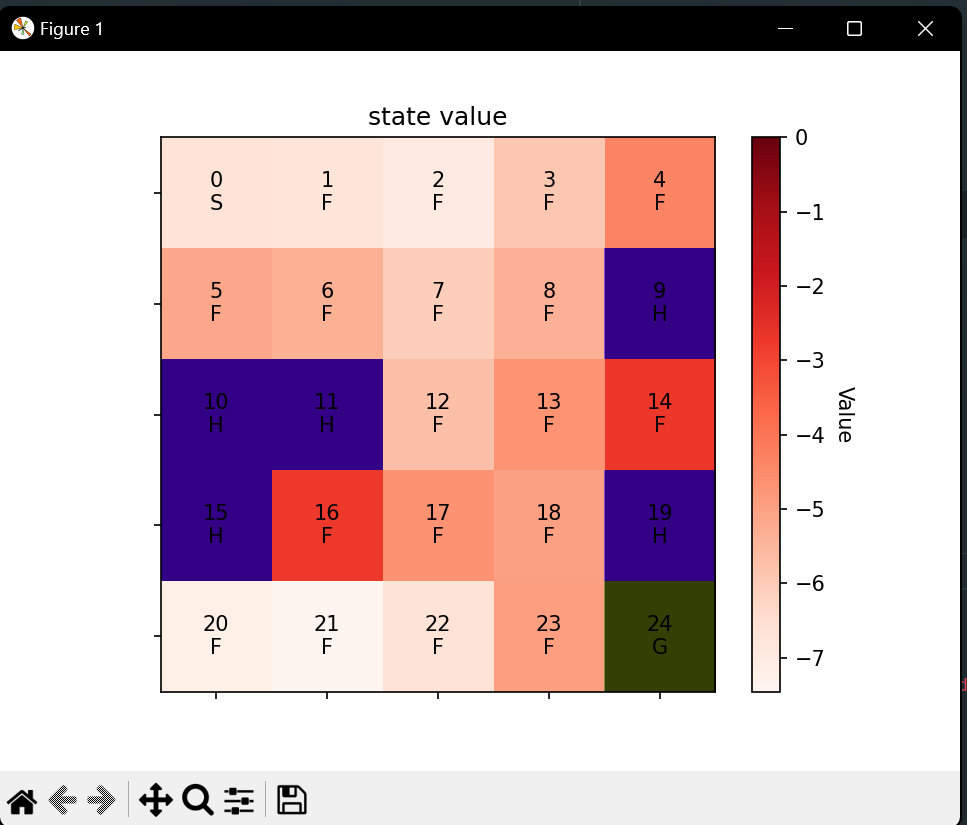 Figure 1
state value
0 1 2 3 4
S F F F F
5 6 7 8 9
F F F F H
10 11 12 13 14
H H F F F
15 16 17 18 19
H F F F H
20 21 22 23 24
F F F F G
0
−1
−2
−3
−4
−5
−6
−7
Value